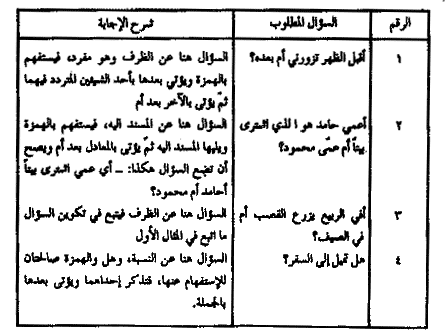 الرقم السؤال المطلوب شرح الإجابة
١ أقبل الظهر تزورني أم بعده؟ السؤال هنا عن الظرف وهو مفرد، فيستفهم
بالهمزة ويؤتى بعدها بأحد الشيئين المتردد فيهما
ثمّ يؤتى بالآخر بعد أم
٢ أعمي حامد هو الذي اشترى السؤال هنا عن المسند اليه، فيستفهم بالهمزة
بيتاً أم عمّى محمود؟ ويليها المسند اليه ثمّ يؤتى بالمعادل بعد أم ويصح
أن تضع السؤال هكذا: ــ أي عمي اشترى بيتاً
أحامد أم محمود؟
٣ أفي الربيع يزرع القصب أم السؤال هنا عن الظرف فيتبع في تكوين السؤال
في الصيف؟ ما اتبع في المثال الأول
٤ هل تميل إلى السفر؟ السؤال هنا عن النسبة، وهل والهمزة صالحتان
للإستفهام عنها، فتذكر إحداهما ويؤتى بعدها
بالجملة.